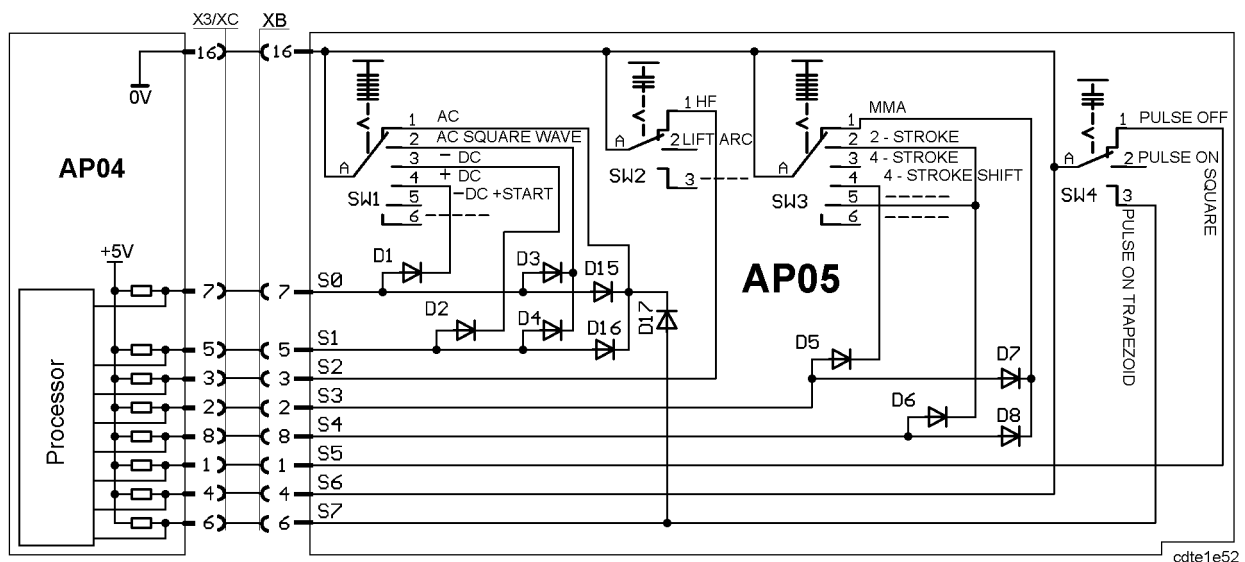 X3/XC XB
16 16
0V
AP04
+5V
Processor
7 7 S0
5 5 S1
3 3 S2
2 2 S3
8 8 S4
1 1 S5
4 4 S6
6 6 S7
A
SW1
1 AC
2 AC SQUARE WAVE
3 - DC
4 + DC
5 -DC +START
6 ------
D1
D2
D3
D4
D15
D16
D17
A
SW2
1 HF
2 LIFT ARC
3 -----
A
SW3
MMA
1
2 2 - STROKE
3 4 - STROKE
4 4 - STROKE SHIFT
5 -----
6 -----
AP05
D5
D6
D7
D8
A
SW4
1 PULSE OFF
2 PULSE ON
SQUARE
3
PULSE ON TRAPEZOID
cdte1e52